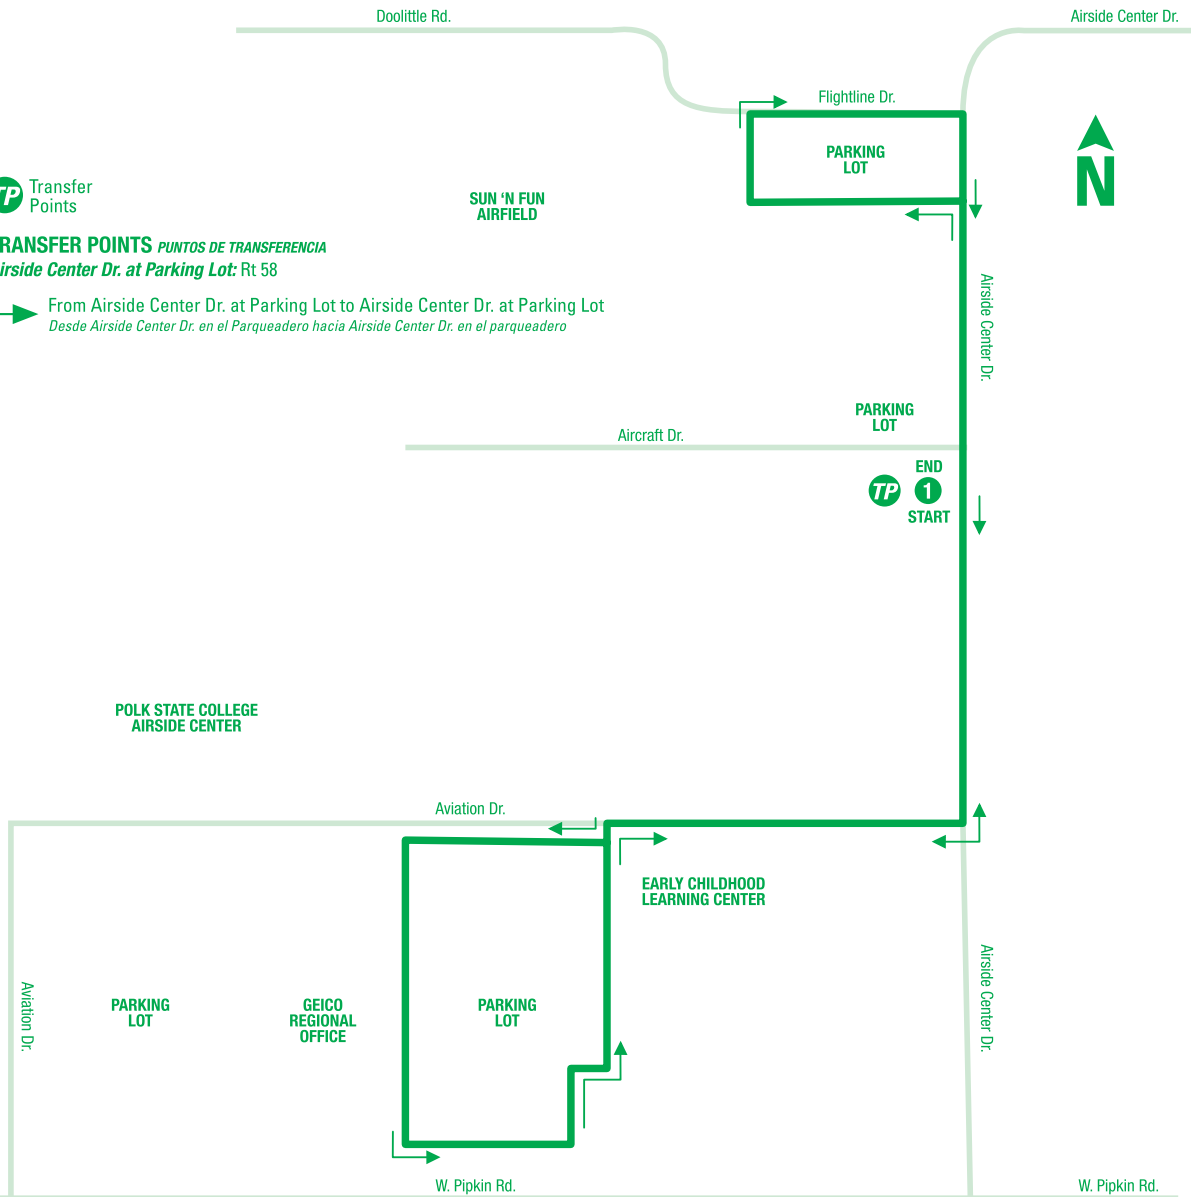 Doolittle Rd.
Airside Center Dr.
Flightline Dr.
PARKING
LOT
N
TP Transfer
Points
SUN ‘N FUN
AIRFIELD
RANSFER POINTS PUNTOS DE TRANSFERENCIA
irside Center Dr. at Parking Lot: Rt 58
From Airside Center Dr. at Parking Lot to Airside Center Dr. at Parking Lot
Desde Airside Center Dr. en el Parqueadero hacia Airside Center Dr. en el parqueadero
Airside Center Dr.
PARKING
LOT
Aircraft Dr.
END
TP 1
START
POLK STATE COLLEGE
AIRSIDE CENTER
Aviation Dr.
EARLY CHILDHOOD
LEARNING CENTER
Aviation Dr.
PARKING
LOT
GEICO
REGIONAL
OFFICE
PARKING
LOT
Airside Center Dr.
W. Pipkin Rd.
W. Pipkin Rd.